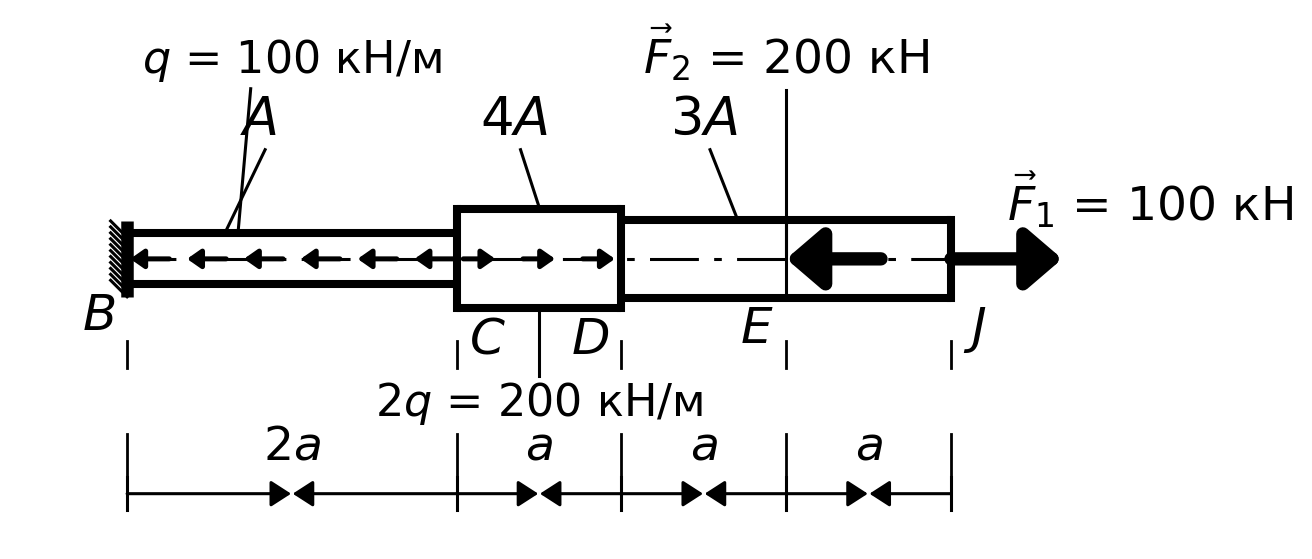 q = 100 кН/м
F⃗₂ = 200 кН
A
4A
3A
F⃗₁ = 100 кН
B
C
D
E
J
2q = 200 кН/м
2a
a
a
a